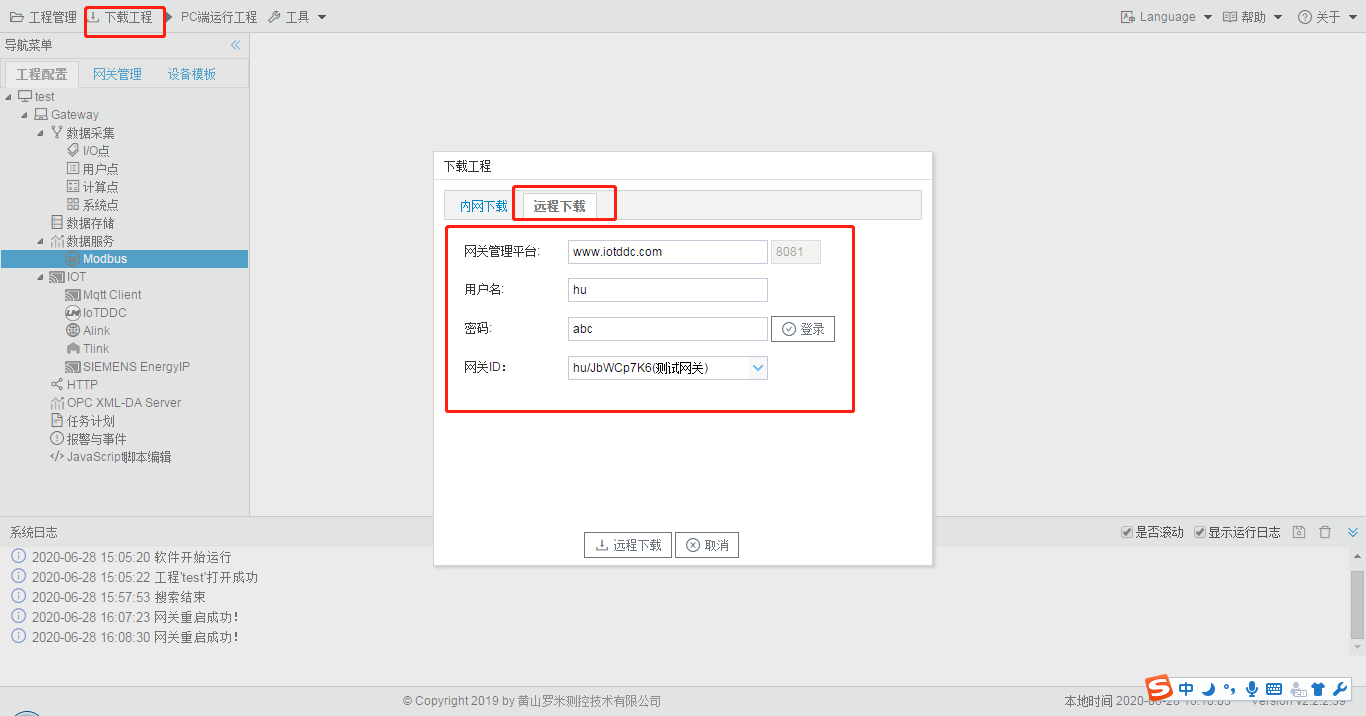 工程管理 下载工程 PC端运行工程 工具 Language 帮助 关于
导航菜单
工程配置 网关管理 设备模板
test
Gateway
数据采集
I/O点
用户点
计算点
系统点
数据存储
数据服务
Modbus
IOT
Mqtt Client
IoTDDC
Alink
Tlink
SIEMENS EnergyIP
HTTP
OPC XML-DA Server
任务计划
报警与事件
JavaScript脚本编辑
下载工程
内网下载 远程下载
网关管理平台: www.iotddc.com 8081
用户名: hu
密码: abc 登录
网关ID: hu/JbWCp7K6(测试网关)
远程下载 取消
系统日志 是否滚动 显示运行日志
2020-06-28 15:05:20 软件开始运行
2020-06-28 15:05:22 工程'test'打开成功
2020-06-28 15:57:53 搜索结束
2020-06-28 16:07:23 网关重启成功!
2020-06-28 16:08:30 网关重启成功!
中
© Copyright 2019 by 黄山罗米测控技术有限公司
本地时间